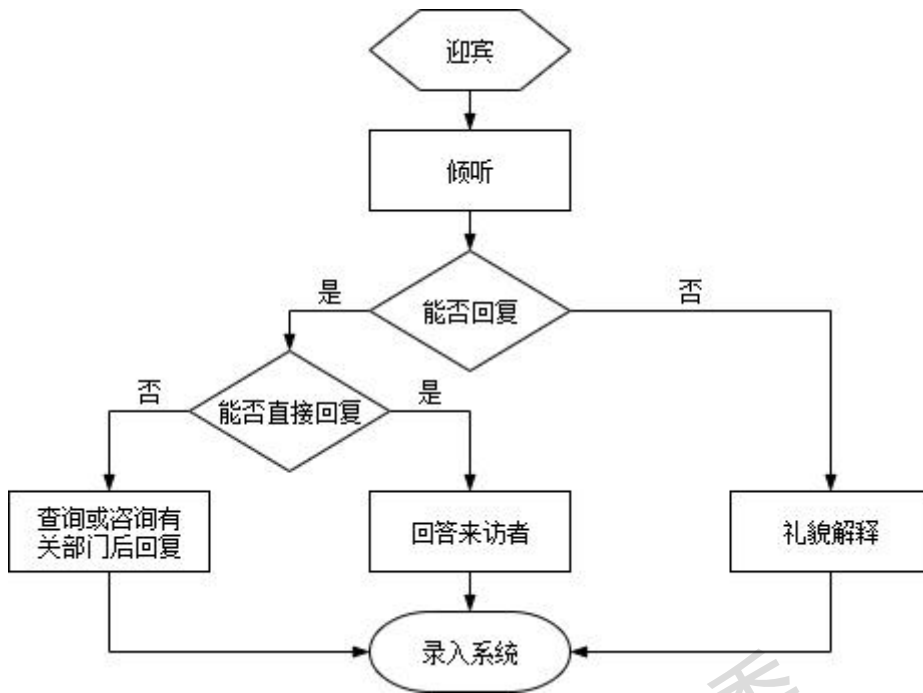 迎宾
倾听
能否回复
是
否
能否直接回复
否
是
查询或咨询有
关部门后回复
回答来访者
礼貌解释
录入系统